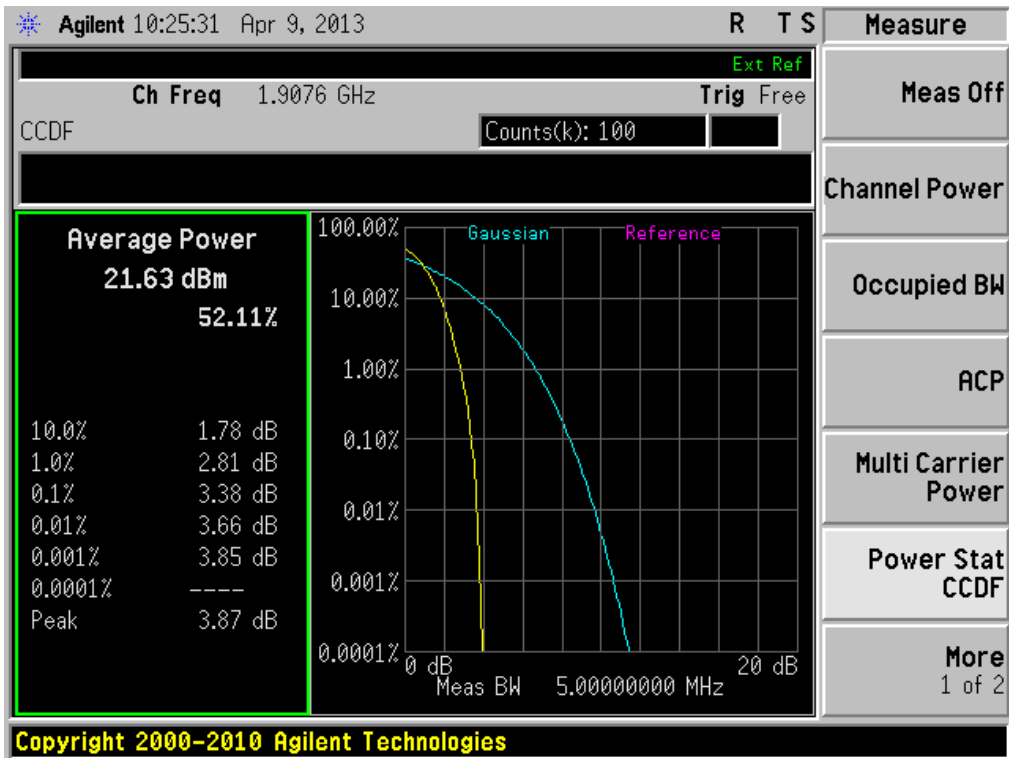 Agilent 10:25:31 Apr 9, 2013 R T S
Ext Ref
Ch Freq 1.9076 GHz Trig Free
CCDF Counts(k): 100
Average Power
21.63 dBm
52.11%
10.0% 1.78 dB
1.0% 2.81 dB
0.1% 3.38 dB
0.01% 3.66 dB
0.001% 3.85 dB
0.0001% ----
Peak 3.87 dB
Gaussian Reference
100.00%
10.00%
1.00%
0.10%
0.01%
0.001%
0.0001%
0 dB 20 dB
Meas BW 5.00000000 MHz
Measure
Meas Off
Channel Power
Occupied BW
ACP
Multi Carrier
Power
Power Stat
CCDF
More
1 of 2
Copyright 2000-2010 Agilent Technologies